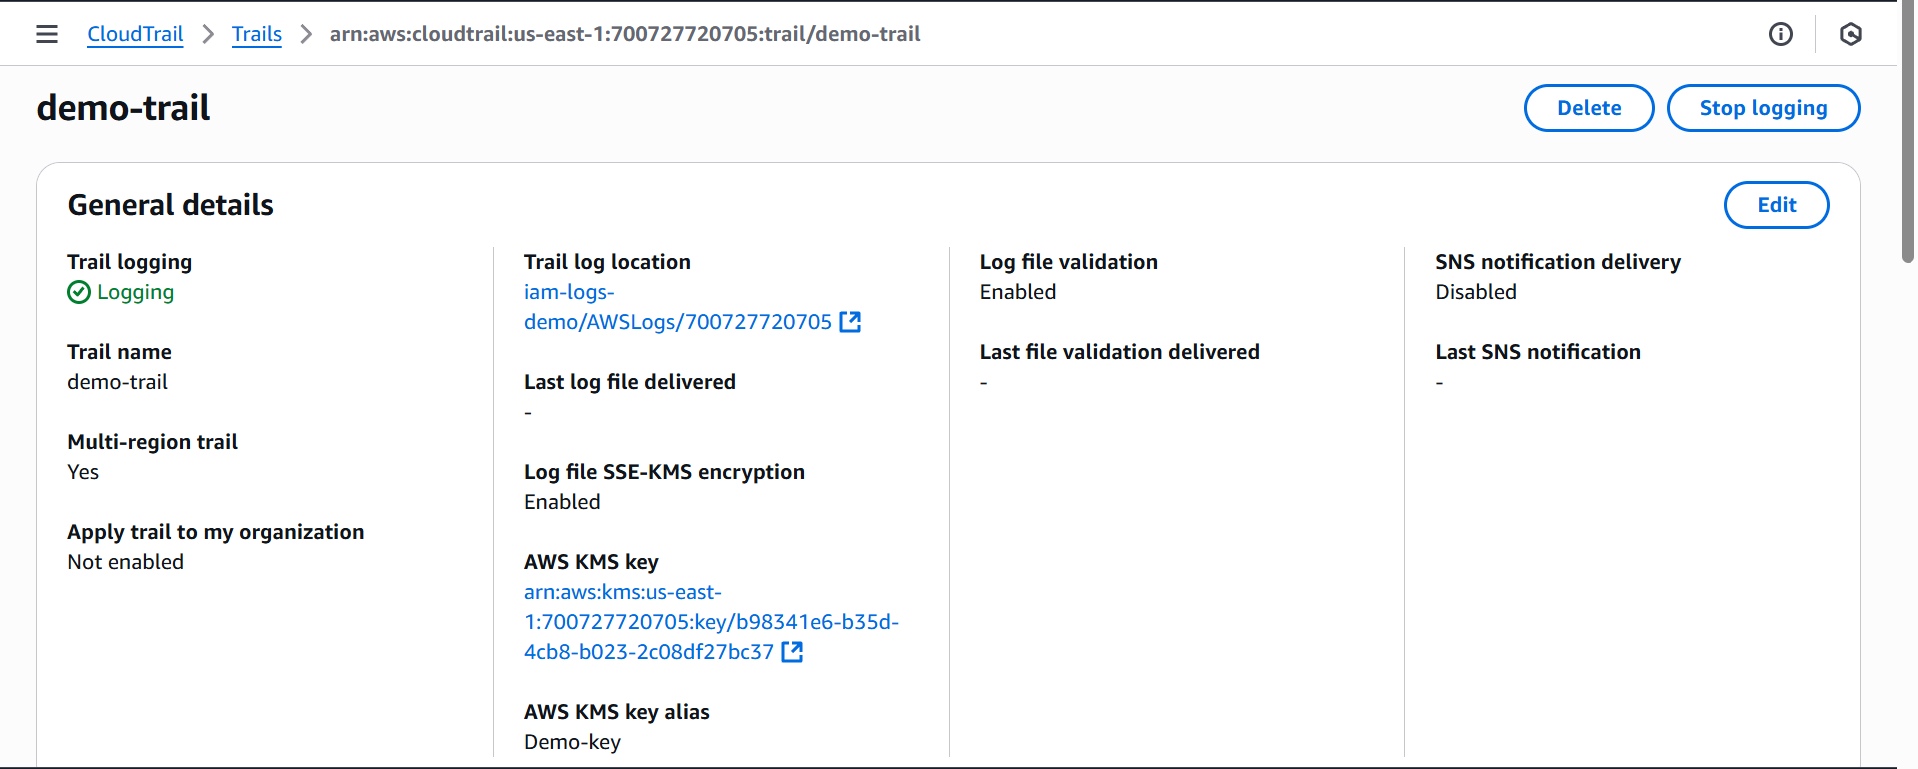 CloudTrail > Trails > arn:aws:cloudtrail:us-east-1:700727720705:trail/demo-trail
demo-trail
Delete
Stop logging
General details
Edit
Trail logging
Logging
Trail name
demo-trail
Multi-region trail
Yes
Apply trail to my organization
Not enabled
Trail log location
iam-logs-
demo/AWSLogs/700727720705
Last log file delivered
-
Log file SSE-KMS encryption
Enabled
AWS KMS key
arn:aws:kms:us-east-
1:700727720705:key/b98341e6-b35d-
4cb8-b023-2c08df27bc37
AWS KMS key alias
Demo-key
Log file validation
Enabled
Last file validation delivered
-
SNS notification delivery
Disabled
Last SNS notification
-